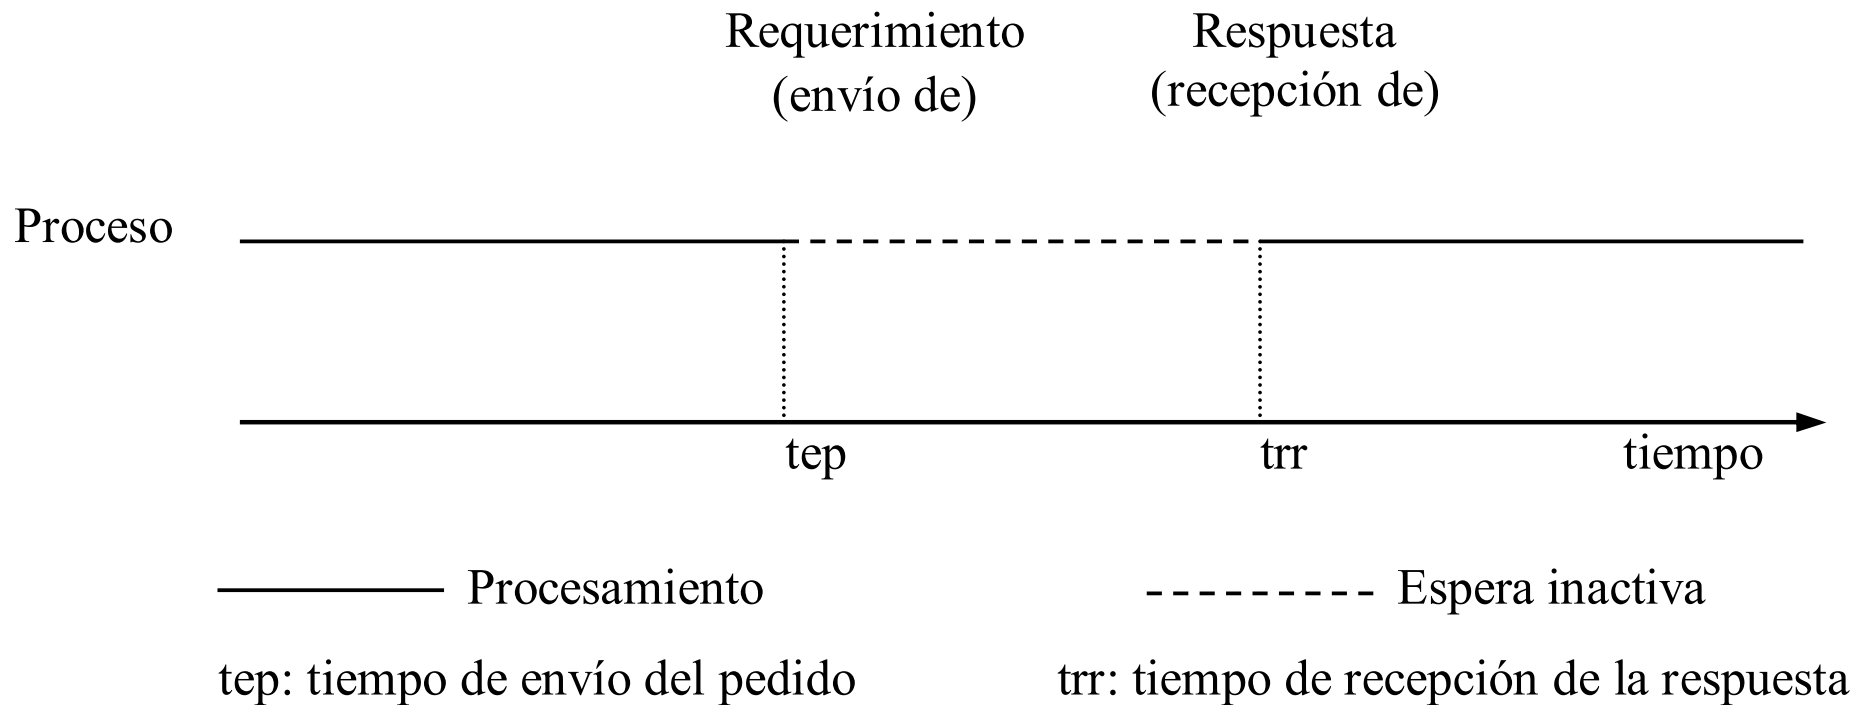 Requerimiento
(envío de)
Respuesta
(recepción de)
Proceso
tep
trr
tiempo
Procesamiento
Espera inactiva
tep: tiempo de envío del pedido
trr: tiempo de recepción de la respuesta